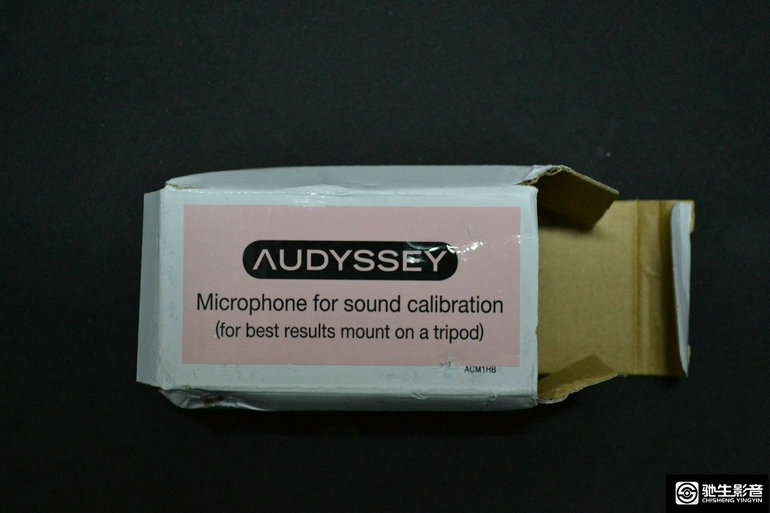 AUDYSSEY
Microphone for sound calibration
(for best results mount on a tripod)
ACM1HB
驰生影音
CHISHENG YINGYIN